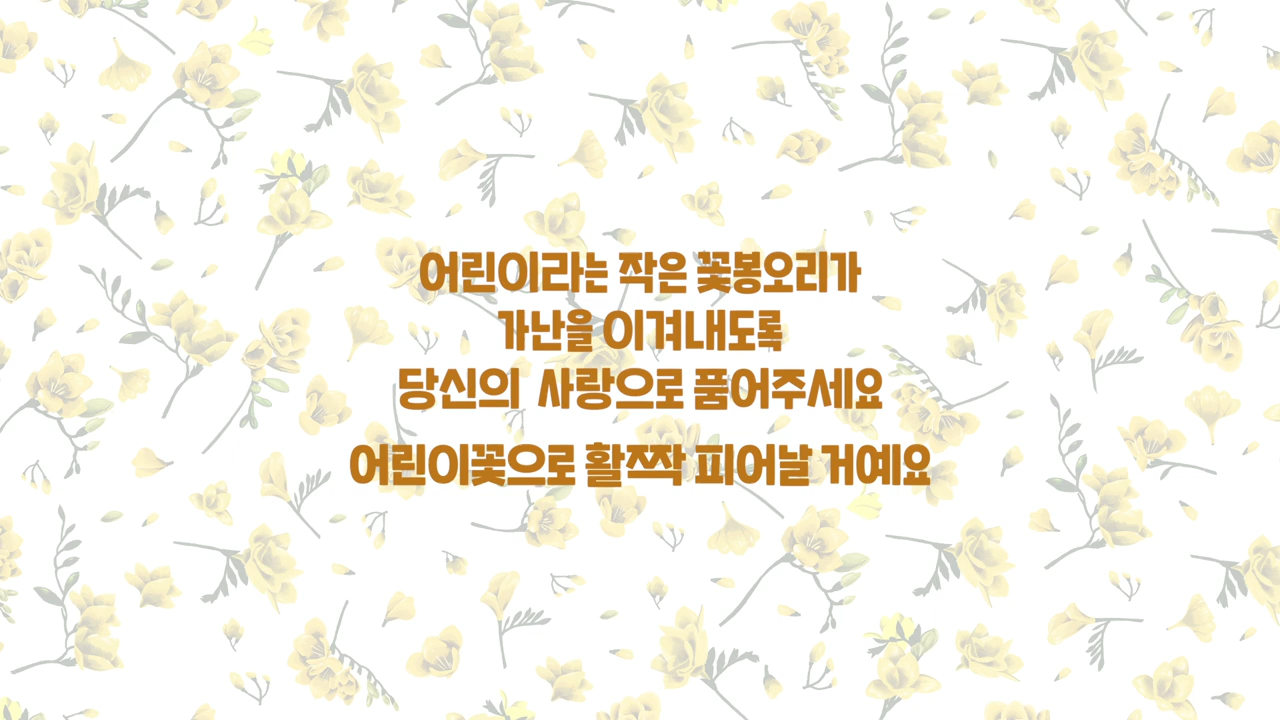 어린이라는 작은 꽃봉오리가
가난을 이겨내도록
당신의 사랑으로 품어주세요
어린이꽃으로 활짝 피어날 거예요